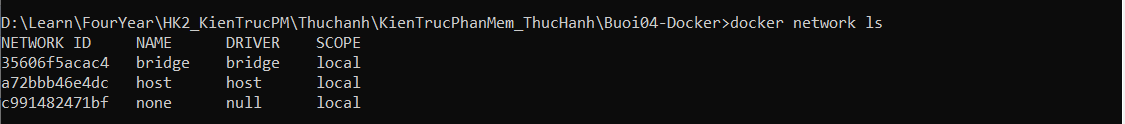 D:\Learn\FourYear\HK2_KienTrucPM\Thuchanh\KienTrucPhanMem_ThucHanh\Buoi04-Docker>docker network ls
NETWORK ID     NAME      DRIVER    SCOPE
35606f5acac4   bridge    bridge    local
a72bbb46e4dc   host      host      local
c991482471bf   none      null      local